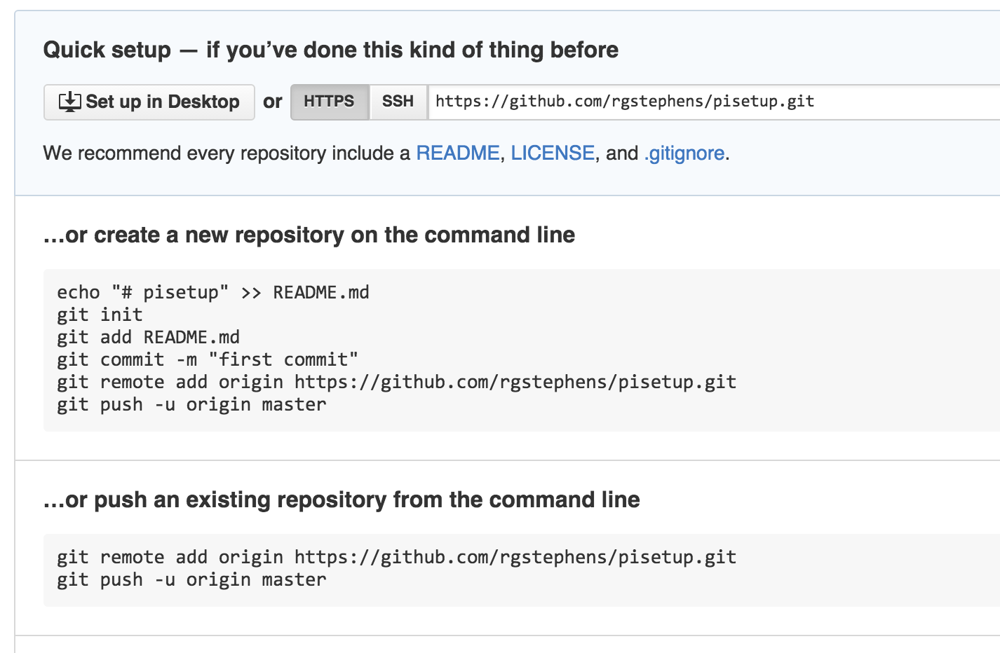 Quick setup — if you’ve done this kind of thing before
Set up in Desktop or HTTPS SSH https://github.com/rgstephens/pisetup.git
We recommend every repository include a README, LICENSE, and .gitignore.
…or create a new repository on the command line
echo "# pisetup" >> README.md
git init
git add README.md
git commit -m "first commit"
git remote add origin https://github.com/rgstephens/pisetup.git
git push -u origin master
…or push an existing repository from the command line
git remote add origin https://github.com/rgstephens/pisetup.git
git push -u origin master